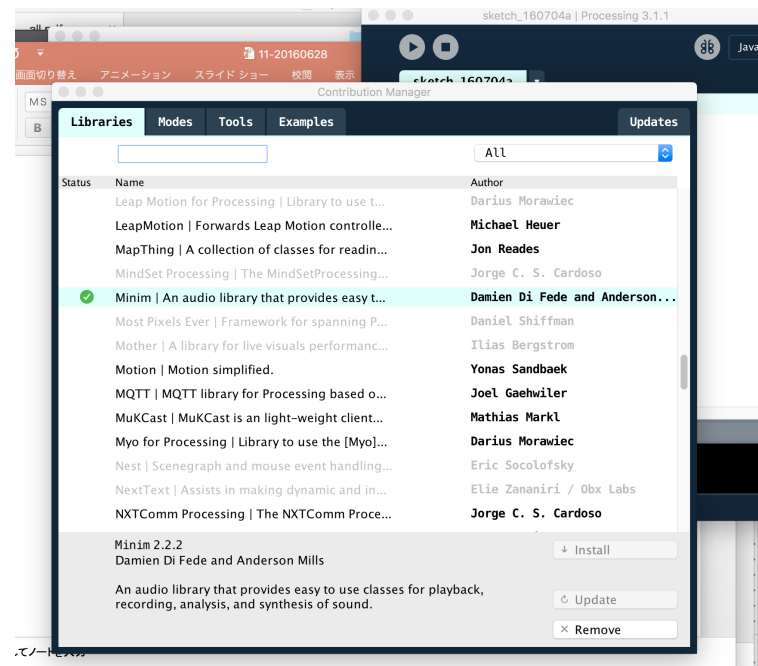 sketch_160704a | Processing 3.1.1
11-20160628
Java
画面切り替え アニメーション スライド ショー 校閲 表示
sketch_160704a
MS
B
Contribution Manager
Libraries Modes Tools Examples Updates
All
Status Name Author
Leap Motion for Processing | Library to use t... Darius Morawiec
LeapMotion | Forwards Leap Motion controlle... Michael Heuer
MapThing | A collection of classes for readin... Jon Reades
MindSet Processing | The MindSetProcessing... Jorge C. S. Cardoso
Minim | An audio library that provides easy t... Damien Di Fede and Anderson...
Most Pixels Ever | Framework for spanning P... Daniel Shiffman
Mother | A library for live visuals performanc... Ilias Bergstrom
Motion | Motion simplified. Yonas Sandbaek
MQTT | MQTT library for Processing based o... Joel Gaehwiler
MuKCast | MuKCast is an light-weight client... Mathias Markl
Myo for Processing | Library to use the [Myo]... Darius Morawiec
Nest | Scenegraph and mouse event handling... Eric Socolofsky
NextText | Assists in making dynamic and in... Elie Zananiri / Obx Labs
NXTComm Processing | The NXTComm Proce... Jorge C. S. Cardoso
Minim 2.2.2
Damien Di Fede and Anderson Mills
Install
An audio library that provides easy to use classes for playback,
recording, analysis, and synthesis of sound.
Update
Remove